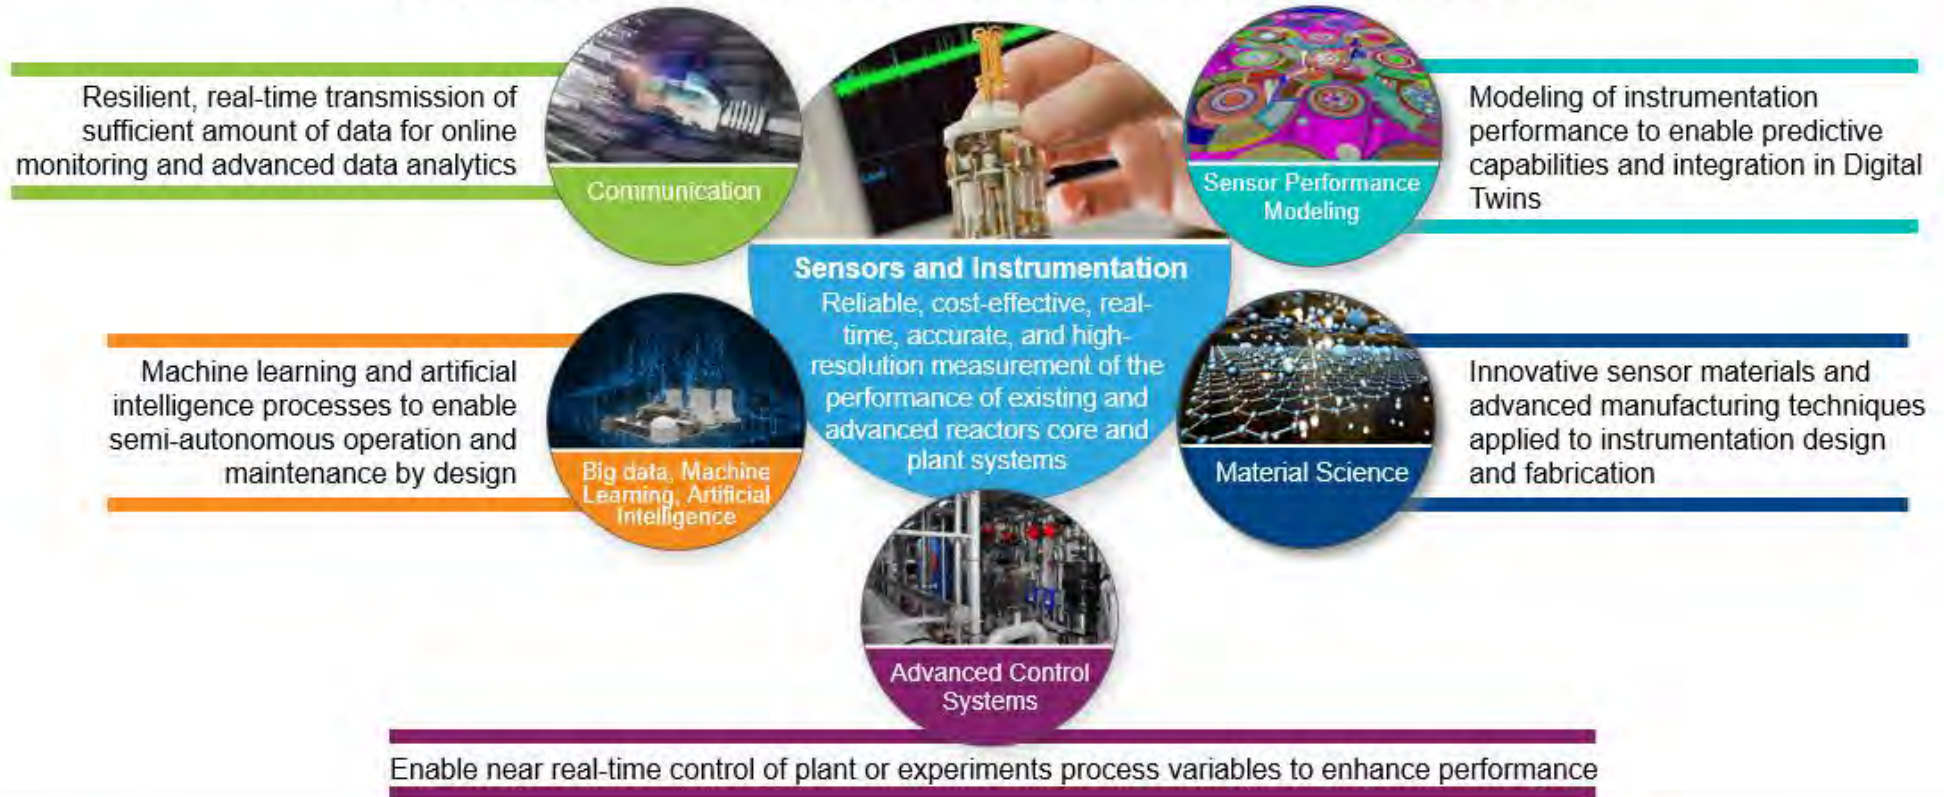 Resilient, real-time transmission of
sufficient amount of data for online
monitoring and advanced data analytics
Communication
Sensor Performance
Modeling
Modeling of instrumentation
performance to enable predictive
capabilities and integration in Digital
Twins
Sensors and Instrumentation
Reliable, cost-effective, real-
time, accurate, and high-
resolution measurement of the
performance of existing and
advanced reactors core and
plant systems
Machine learning and artificial
intelligence processes to enable
semi-autonomous operation and
maintenance by design
Big data, Machine
Learning, Artificial
Intelligence
Material Science
Innovative sensor materials and
advanced manufacturing techniques
applied to instrumentation design
and fabrication
Advanced Control
Systems
Enable near real-time control of plant or experiments process variables to enhance performance